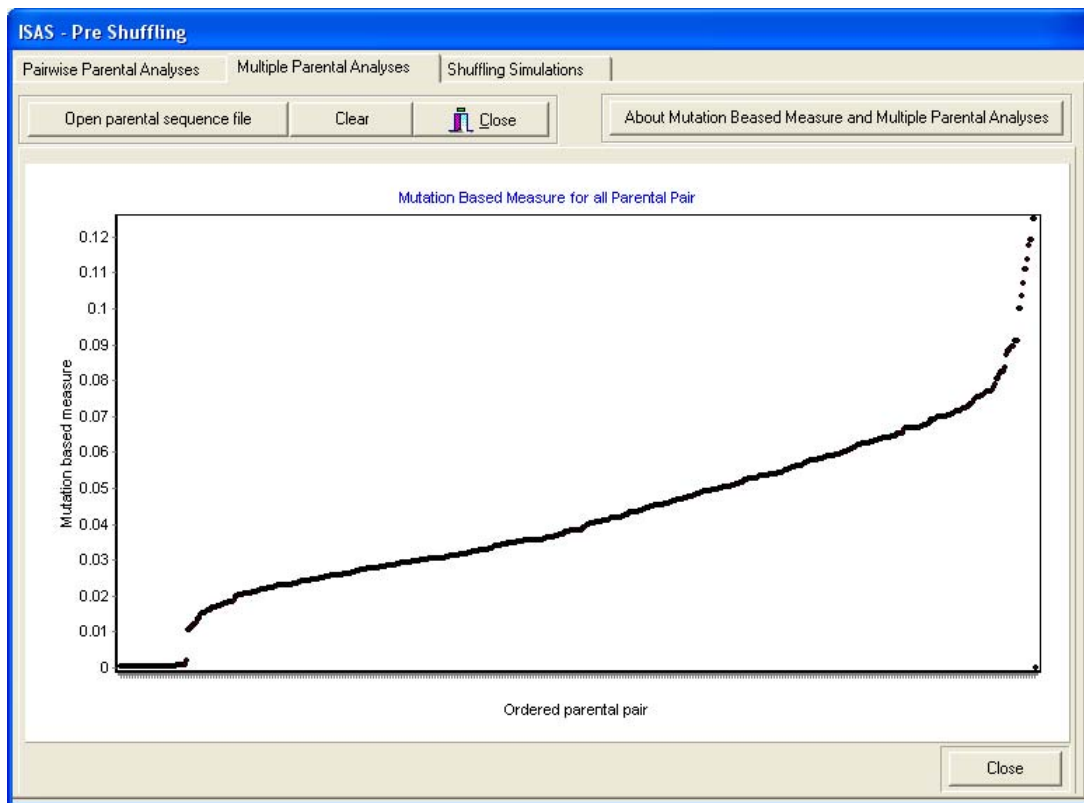 ISAS - Pre Shuffling
Pairwise Parental Analyses
Multiple Parental Analyses
Shuffling Simulations
Open parental sequence file
Clear
Close
About Mutation Beased Measure and Multiple Parental Analyses
Mutation Based Measure for all Parental Pair
Mutation based measure
0.12
0.11
0.1
0.09
0.08
0.07
0.06
0.05
0.04
0.03
0.02
0.01
0
Ordered parental pair
Close